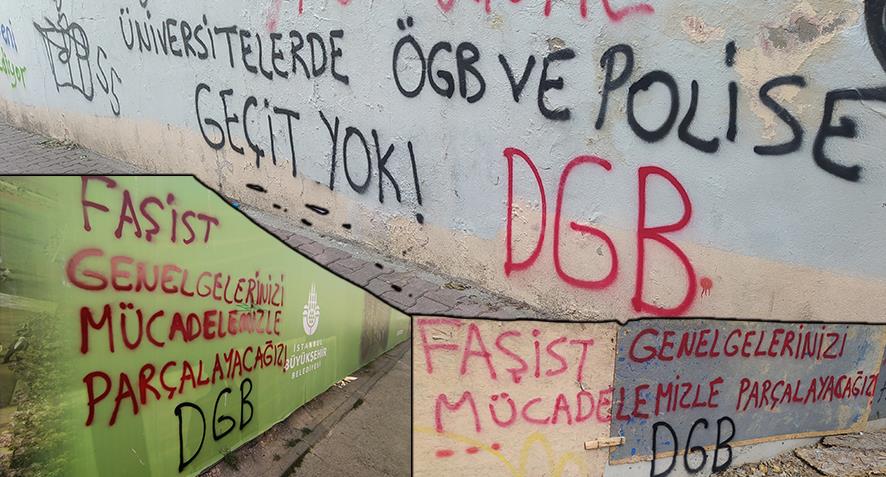 ÜNİVERSİTELERDE ÖGB VE POLİSE
GEÇİT YOK!
DGB
FAŞİST
GENELGELERİNİZİ
MÜCADELEMİZLE
PARÇALAYACAĞIZ
DGB
İSTANBUL
BÜYÜKŞEHİR
BELEDİYESİ
FAŞİST GENELGELERİNİZİ
MÜCADELEMİZLE PARÇALAYACAĞIZ
DGB